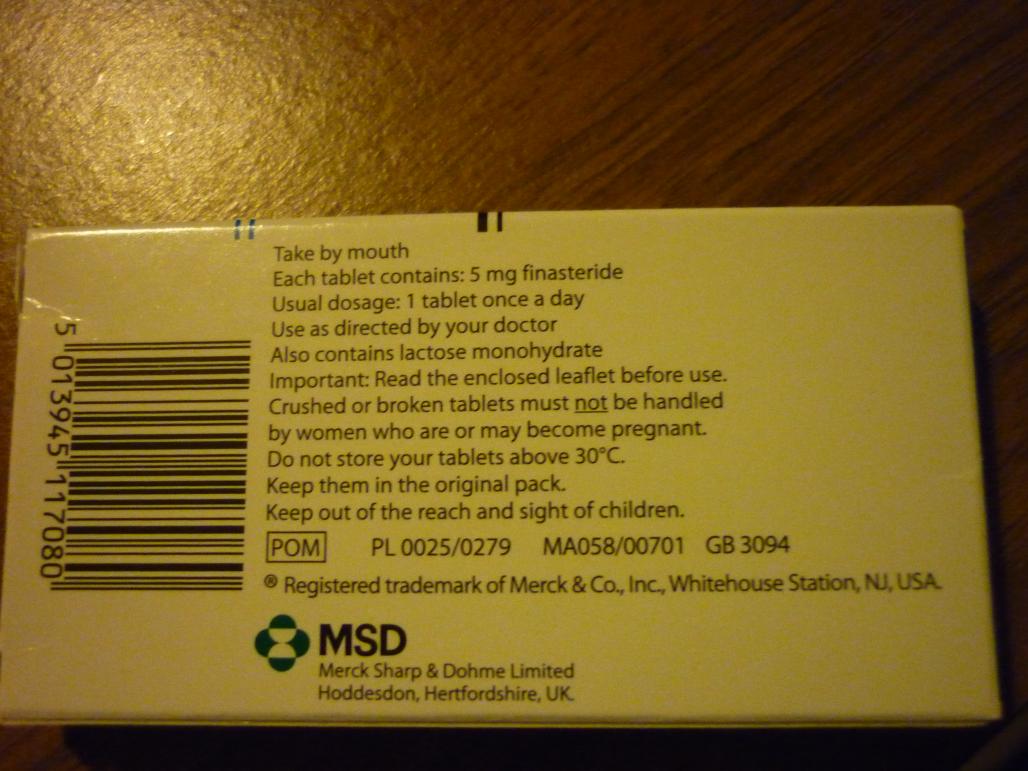 Take by mouth
Each tablet contains: 5 mg finasteride
Usual dosage: 1 tablet once a day
Use as directed by your doctor
Also contains lactose monohydrate
Important: Read the enclosed leaflet before use.
Crushed or broken tablets must not be handled
by women who are or may become pregnant.
Do not store your tablets above 30°C.
Keep them in the original pack.
Keep out of the reach and sight of children.
POM PL 0025/0279 MA058/00701 GB 3094
® Registered trademark of Merck & Co., Inc., Whitehouse Station, NJ, USA.
MSD
Merck Sharp & Dohme Limited
Hoddesdon, Hertfordshire, UK.
5 013945 117080